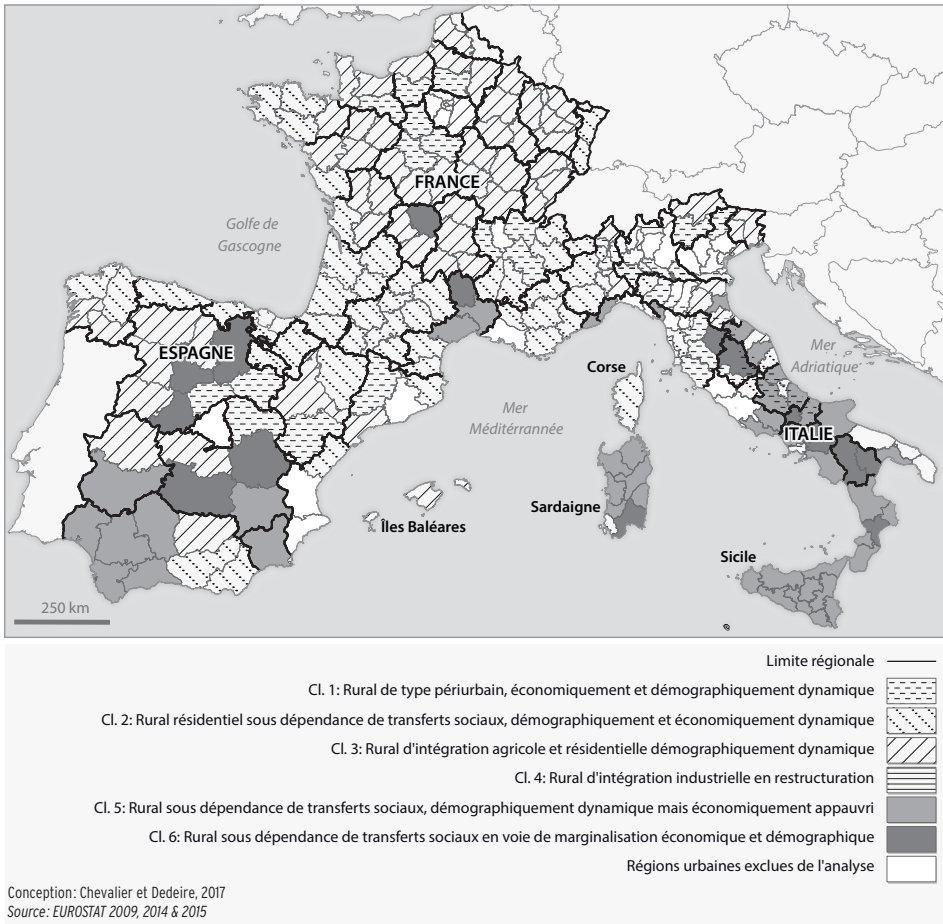 FRANCE
Golfe de
Gascogne
ESPAGNE
Corse
Mer
Adriatique
Mer
Méditérrannée
ITALIE
Sardaigne
Îles Baléares
Sicile
250 km
Limite régionale
Cl. 1: Rural de type périurbain, économiquement et démographiquement dynamique
Cl. 2: Rural résidentiel sous dépendance de transferts sociaux, démographiquement et économiquement dynamique
Cl. 3: Rural d'intégration agricole et résidentielle démographiquement dynamique
Cl. 4: Rural d'intégration industrielle en restructuration
Cl. 5: Rural sous dépendance de transferts sociaux, démographiquement dynamique mais économiquement appauvri
Cl. 6: Rural sous dépendance de transferts sociaux en voie de marginalisation économique et démographique
Régions urbaines exclues de l'analyse
Conception: Chevalier et Dedeire, 2017
Source: EUROSTAT 2009, 2014 & 2015